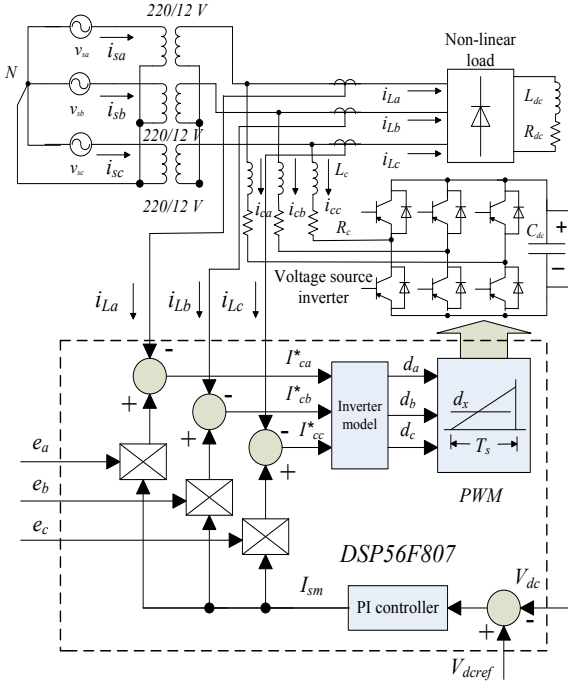 220/12 V
Non-linear
load
N
v_sa
i_sa
i_La
L_dc
v_sb
i_sb
220/12 V
i_Lb
R_dc
v_sc
i_sc
i_Lc
L_c
220/12 V
i_ca
i_cb
i_cc
R_c
C_dc
+
−
Voltage source
inverter
i_La
i_Lb
i_Lc
-
I*_ca
d_a
+
-
I*_cb
Inverter
model
d_b
d_x
+
-
I*_cc
d_c
T_s
e_a
+
PWM
e_b
e_c
DSP56F807
I_sm
PI controller
V_dc
+
-
V_dcref